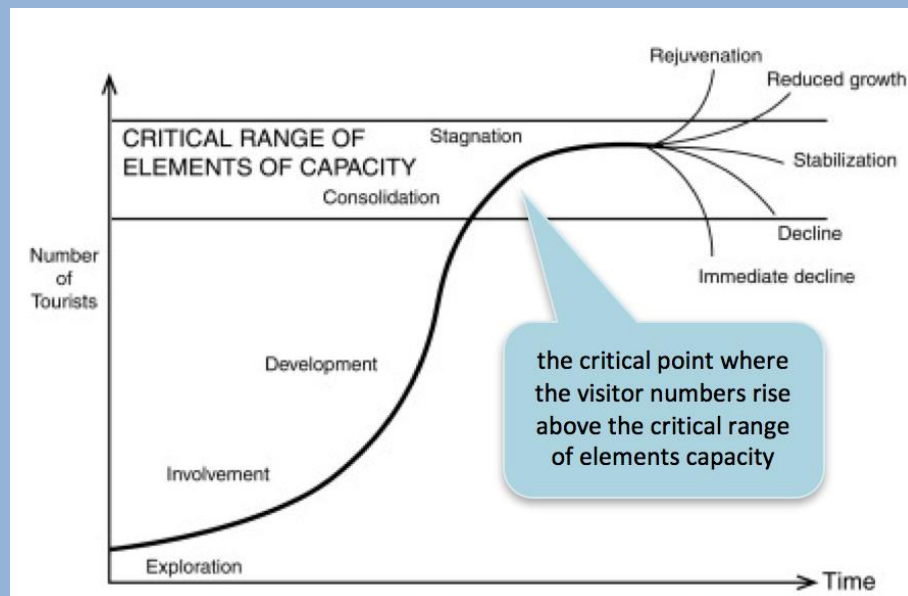 Rejuvenation
Reduced growth
CRITICAL RANGE OF
ELEMENTS OF CAPACITY
Stagnation
Stabilization
Consolidation
Decline
Number
of
Tourists
Immediate decline
Development
the critical point where
the visitor numbers rise
above the critical range
of elements capacity
Involvement
Exploration
Time